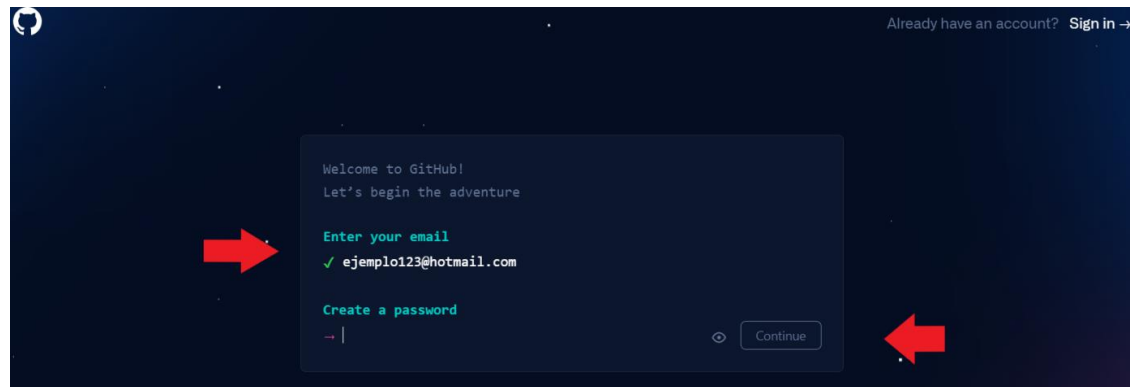 Already have an account? Sign in →
Welcome to GitHub!
Let's begin the adventure
Enter your email
✓ ejemplo123@hotmail.com
Create a password
→
Continue